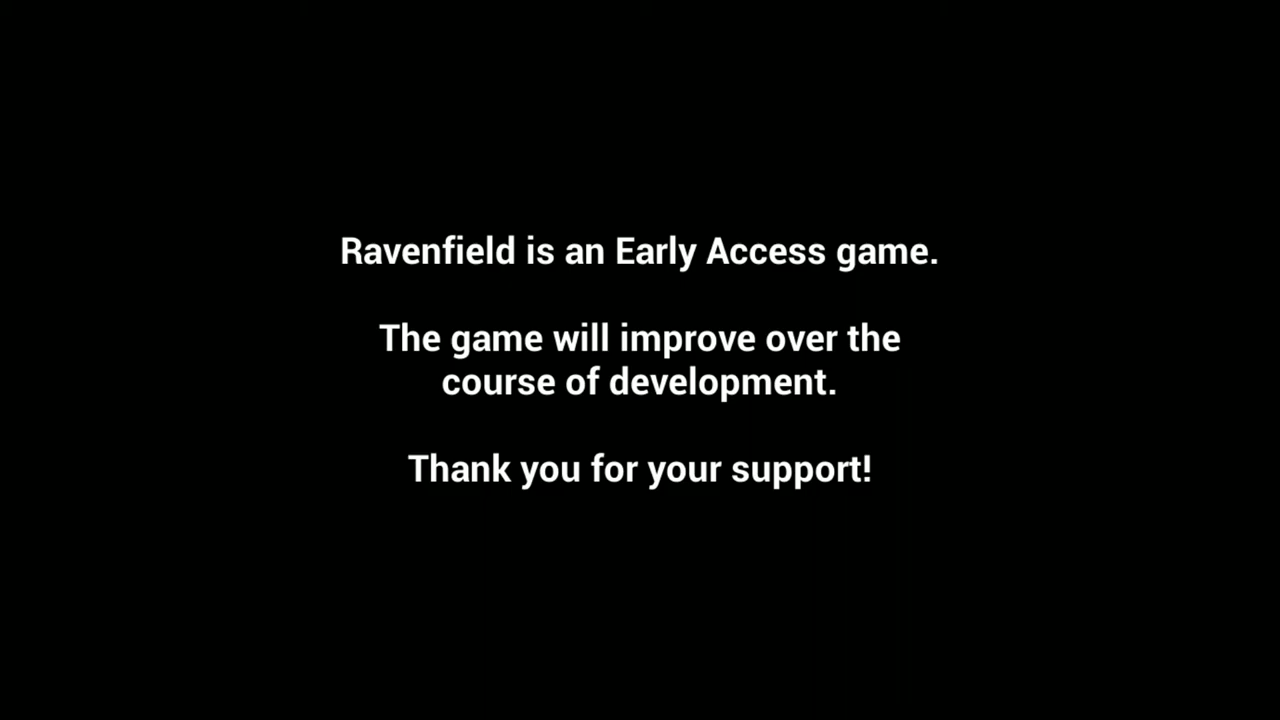 Ravenfield is an Early Access game.
The game will improve over the
course of development.
Thank you for your support!